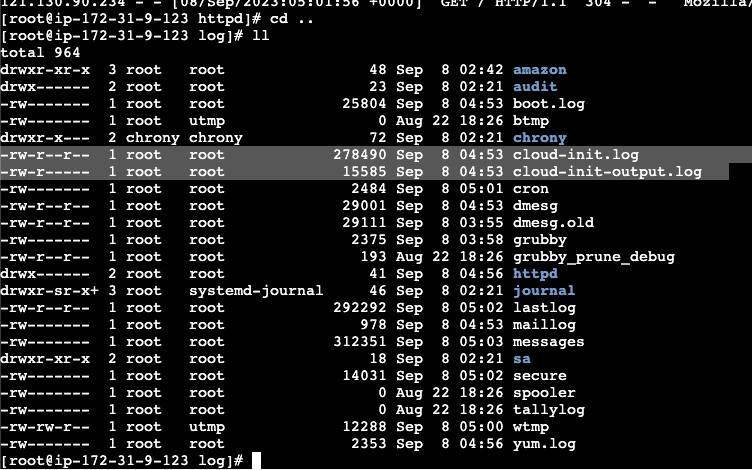 121.130.90.234 - - [08/Sep/2023:05:01:56 +0000] "GET / HTTP/1.1" 304 - "-" "Mozilla/
[root@ip-172-31-9-123 httpd]# cd ..
[root@ip-172-31-9-123 log]# ll
total 964
drwxr-xr-x  3 root   root                48 Sep  8 02:42 amazon
drwx------  2 root   root                23 Sep  8 02:21 audit
-rw-------  1 root   root             25804 Sep  8 04:53 boot.log
-rw-------  1 root   utmp                 0 Aug 22 18:26 btmp
drwxr-x---  2 chrony chrony              72 Sep  8 02:21 chrony
-rw-r--r--  1 root   root            278490 Sep  8 04:53 cloud-init.log
-rw-r-----  1 root   root             15585 Sep  8 04:53 cloud-init-output.log
-rw-------  1 root   root              2484 Sep  8 05:01 cron
-rw-r--r--  1 root   root             29001 Sep  8 04:53 dmesg
-rw-r--r--  1 root   root             29111 Sep  8 03:55 dmesg.old
-rw-------  1 root   root              2375 Sep  8 03:58 grubby
-rw-r--r--  1 root   root               193 Aug 22 18:26 grubby_prune_debug
drwx------  2 root   root                41 Sep  8 04:56 httpd
drwxr-sr-x+ 3 root   systemd-journal     46 Sep  8 02:21 journal
-rw-r--r--  1 root   root            292292 Sep  8 05:02 lastlog
-rw-------  1 root   root               978 Sep  8 04:53 maillog
-rw-------  1 root   root            312351 Sep  8 05:03 messages
drwxr-xr-x  2 root   root                18 Sep  8 02:21 sa
-rw-------  1 root   root             14031 Sep  8 05:02 secure
-rw-------  1 root   root                 0 Aug 22 18:26 spooler
-rw-------  1 root   root                 0 Aug 22 18:26 tallylog
-rw-rw-r--  1 root   utmp             12288 Sep  8 05:00 wtmp
-rw-------  1 root   root              2353 Sep  8 04:56 yum.log
[root@ip-172-31-9-123 log]#